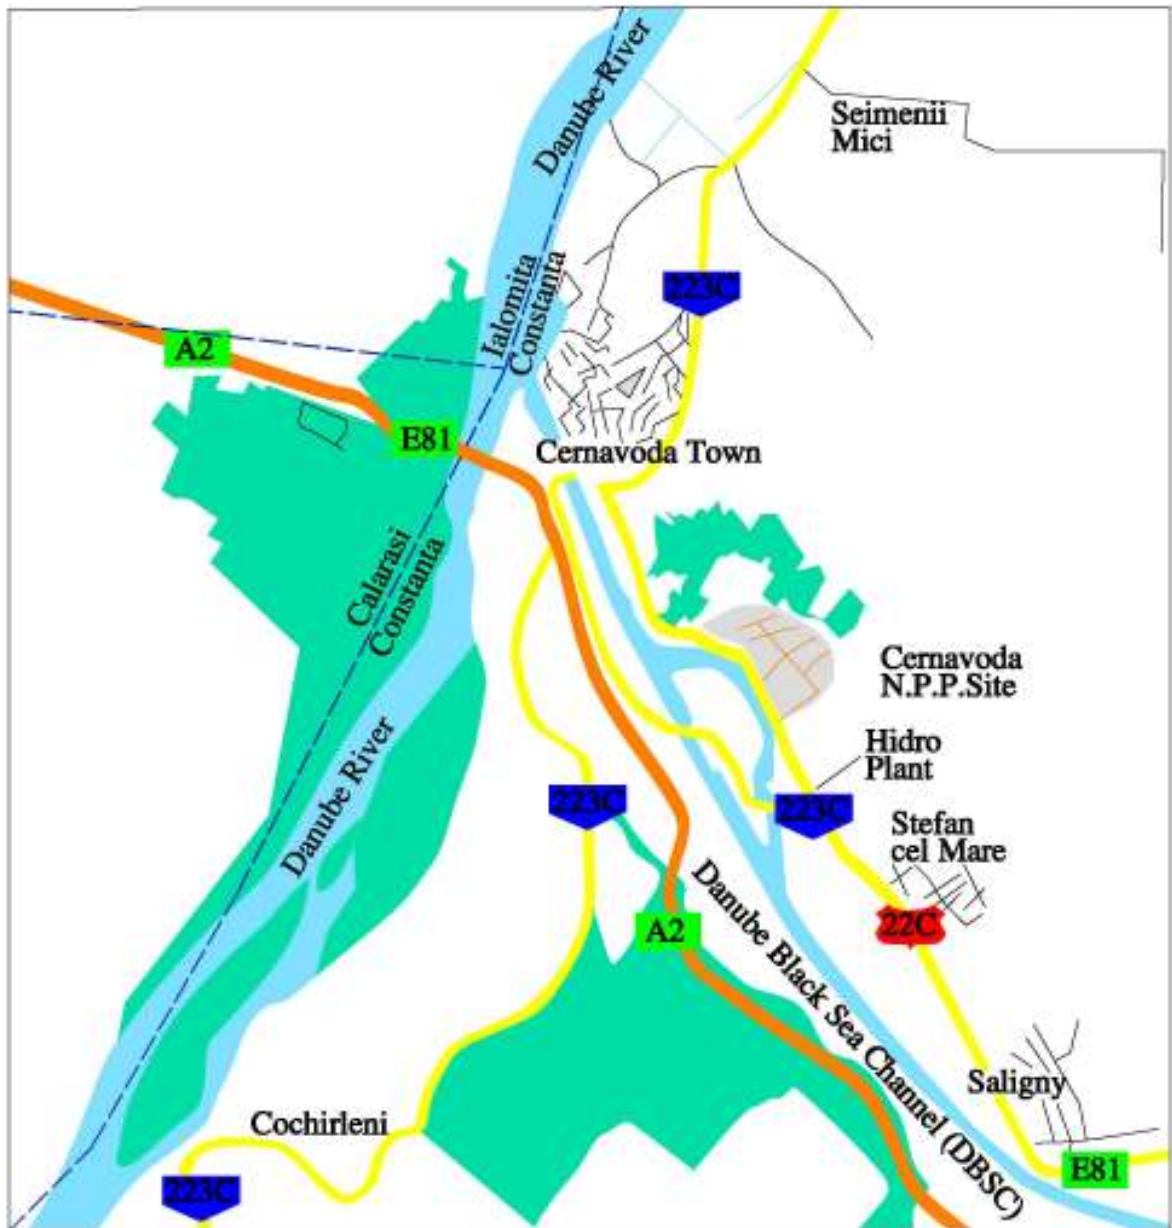 Danube River
Seimenii
Mici
223C
Ialomita
Constanta
A2
E81
Cernavoda Town
Calarasi
Constanta
Cernavoda
N.P.P.Site
Danube River
Hidro
Plant
223C
223C
Stefan
cel Mare
22C
A2
Danube Black Sea Channel (DBSC)
Saligny
Cochirleni
E81
223C